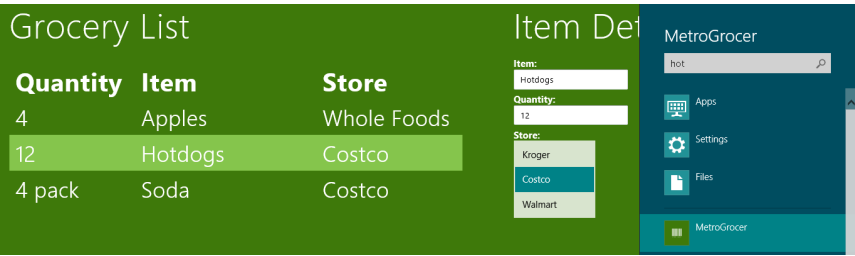 Grocery List
Quantity Item Store
4 Apples Whole Foods
12 Hotdogs Costco
4 pack Soda Costco
Item Det
Item:
Hotdogs
Quantity:
12
Store:
Kroger
Costco
Walmart
MetroGrocer
hot
Apps
Settings
Files
MetroGrocer